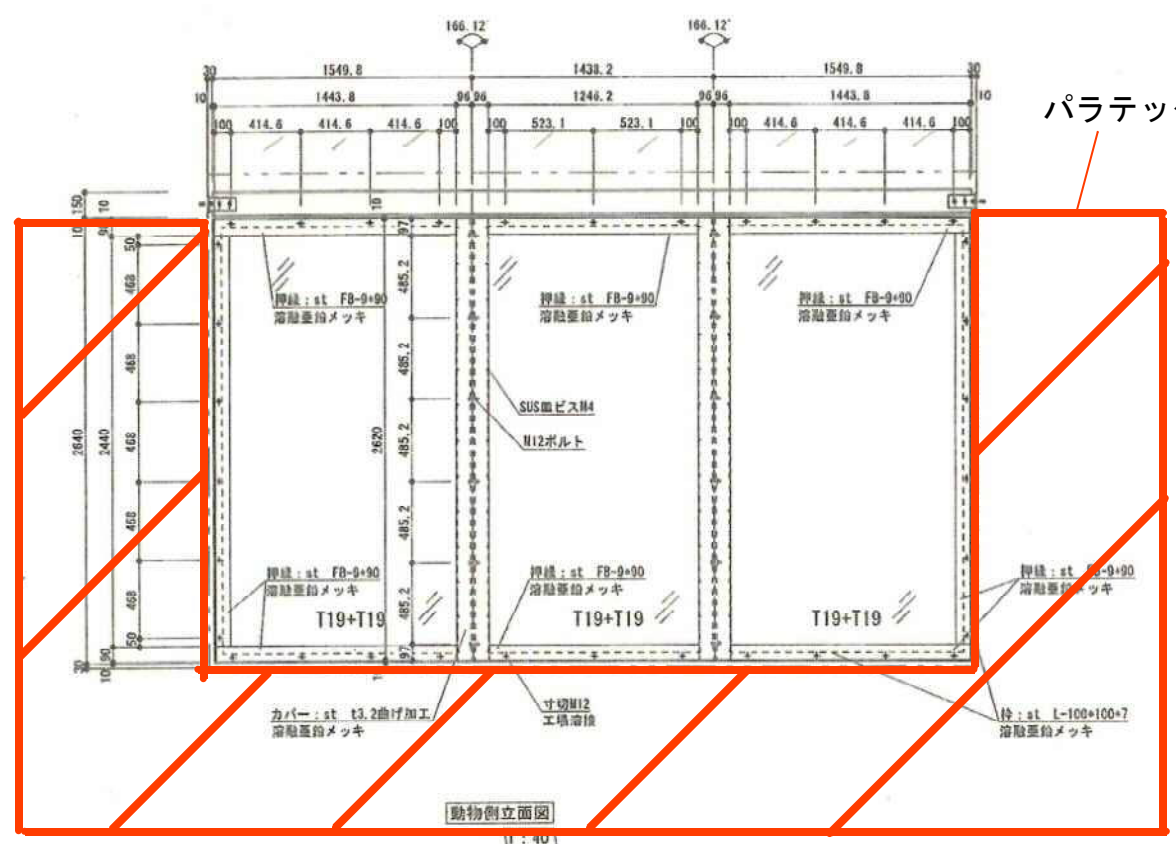 166.12° 166.12°
30 1549.8 1438.2 1549.8 30
10 1443.8 96 96 1246.2 96 96 1443.8 10
100 414.6 414.6 414.6 100 100 523.1 523.1 100 100 414.6 414.6 414.6 100
パラテッ
150 10 10
10 90 50 97
468 485.2
押縁：st FB-9*90 押縁：st FB-9*90 押縁：st FB-9*90
溶融亜鉛メッキ 溶融亜鉛メッキ 溶融亜鉛メッキ
468 485.2
SUS皿ビスM4
M12ボルト
2640 2440 468 2620 485.2
468 485.2
押縁：st FB-9*90 押縁：st FB-9*90 押縁：st FB-9*90
溶融亜鉛メッキ 溶融亜鉛メッキ 溶融亜鉛メッキ
468 485.2
T19+T19 T19+T19 T19+T19
50 97
30 10 90
カバー：st t3.2曲げ加工 寸切M12 枠：st L-100*100*7
溶融亜鉛メッキ 工場溶接 溶融亜鉛メッキ
動物側立面図
1：40